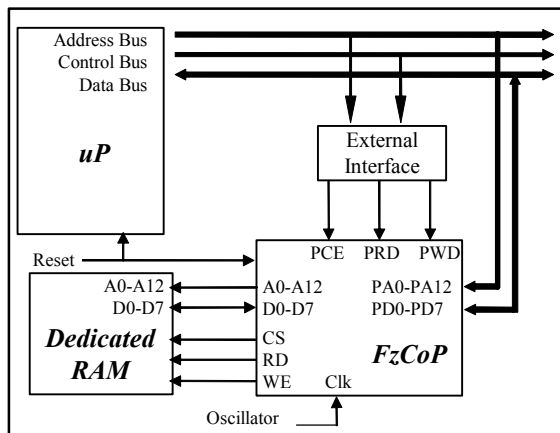 Address Bus
Control Bus
Data Bus
uP
External
Interface
Reset
PCE PRD PWD
A0-A12 A0-A12 PA0-PA12
D0-D7 D0-D7 PD0-PD7
Dedicated
RAM
CS
RD
WE
FzCoP
Clk
Oscillator